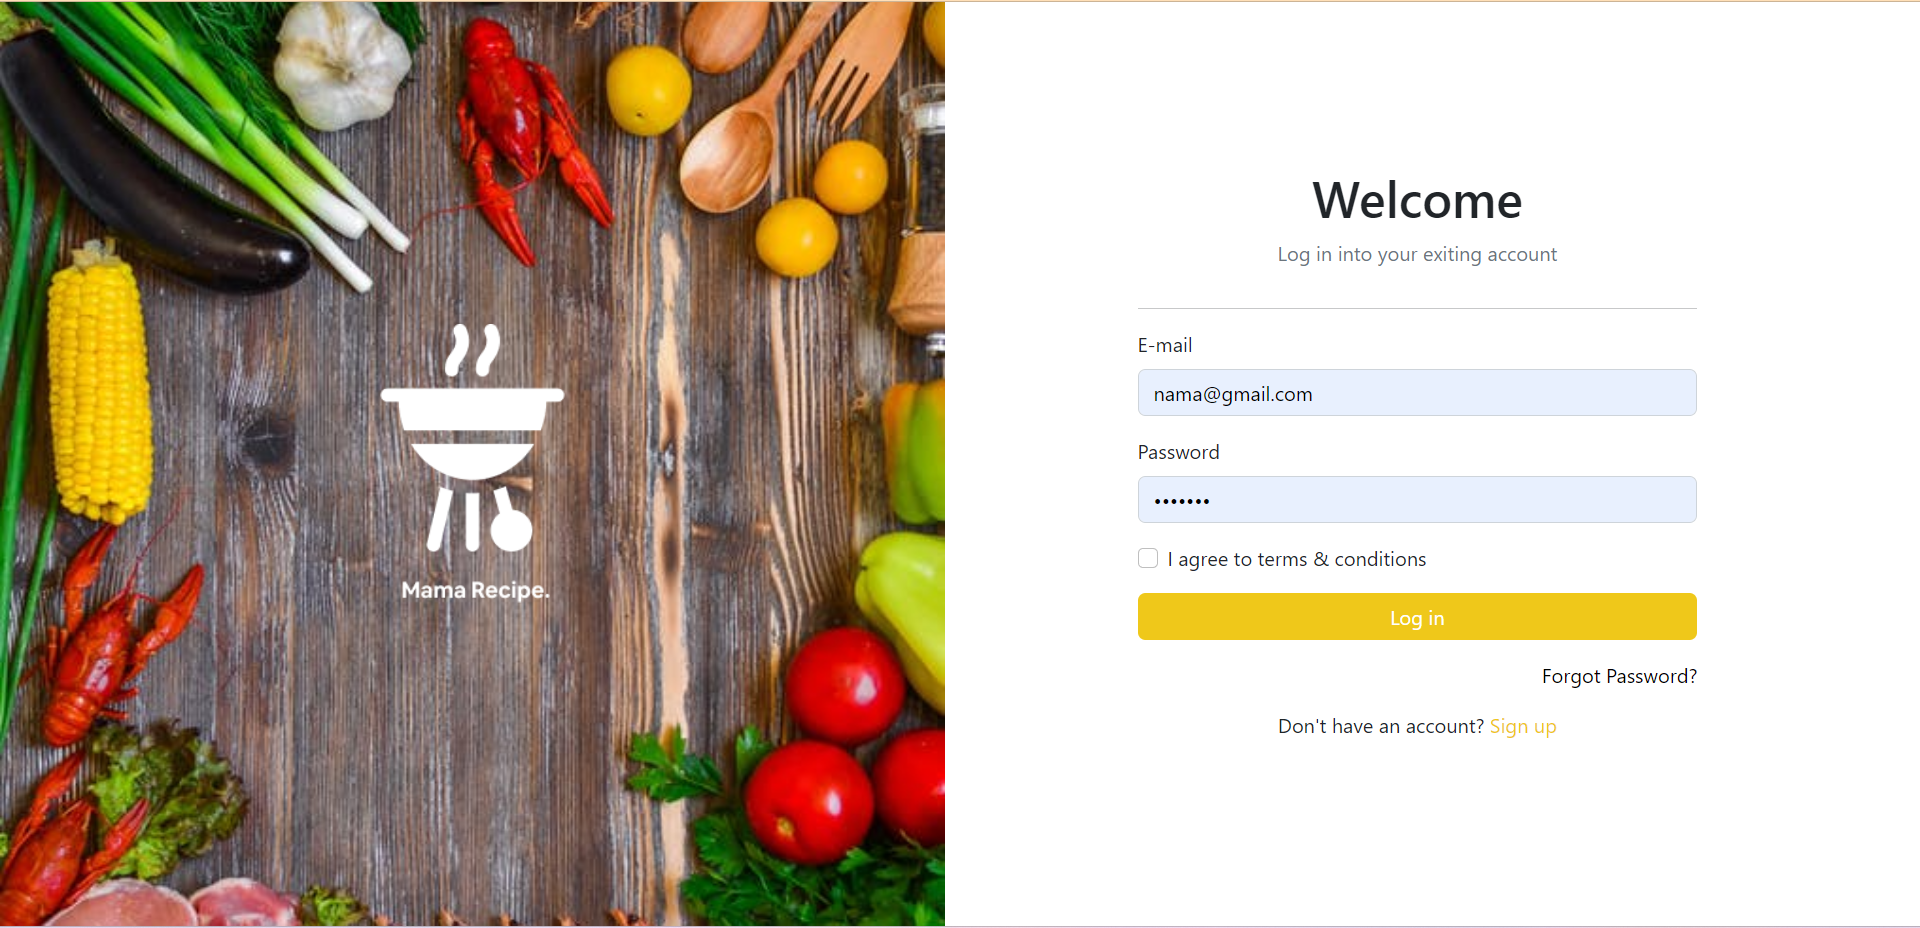 Mama Recipe.
Welcome
Log in into your exiting account
E-mail
nama@gmail.com
Password
•••••••
I agree to terms & conditions
Log in
Forgot Password?
Don't have an account? Sign up